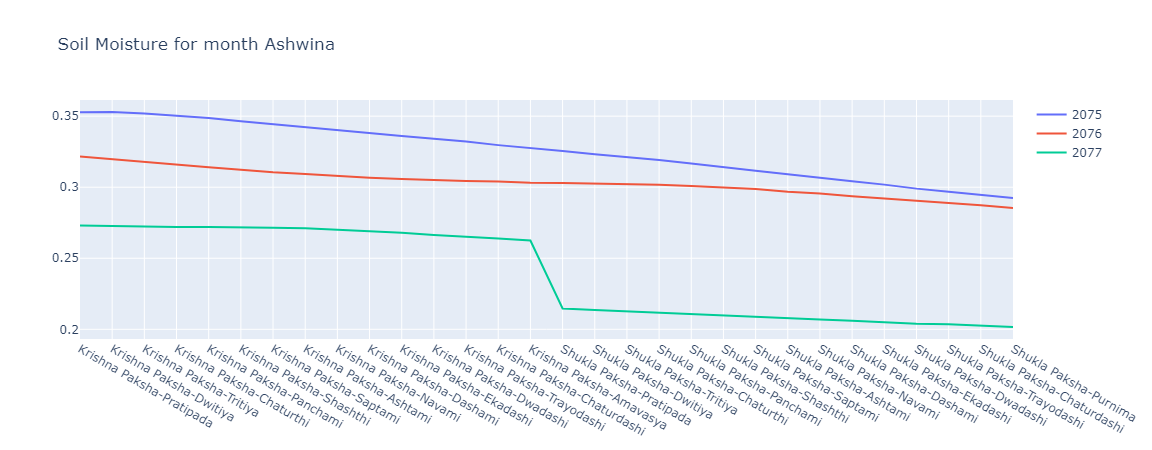 Soil Moisture for month Ashwina
0.35
0.3
0.25
0.2
2075
2076
2077
Krishna Paksha-Pratipada
Krishna Paksha-Dwitiya
Krishna Paksha-Tritiya
Krishna Paksha-Chaturthi
Krishna Paksha-Panchami
Krishna Paksha-Shashthi
Krishna Paksha-Saptami
Krishna Paksha-Ashtami
Krishna Paksha-Navami
Krishna Paksha-Dashami
Krishna Paksha-Ekadashi
Krishna Paksha-Dwadashi
Krishna Paksha-Trayodashi
Krishna Paksha-Chaturdashi
Krishna Paksha-Amavasya
Shukla Paksha-Pratipada
Shukla Paksha-Dwitiya
Shukla Paksha-Tritiya
Shukla Paksha-Chaturthi
Shukla Paksha-Panchami
Shukla Paksha-Shashthi
Shukla Paksha-Saptami
Shukla Paksha-Ashtami
Shukla Paksha-Navami
Shukla Paksha-Dashami
Shukla Paksha-Ekadashi
Shukla Paksha-Dwadashi
Shukla Paksha-Trayodashi
Shukla Paksha-Chaturdashi
Shukla Paksha-Purnima